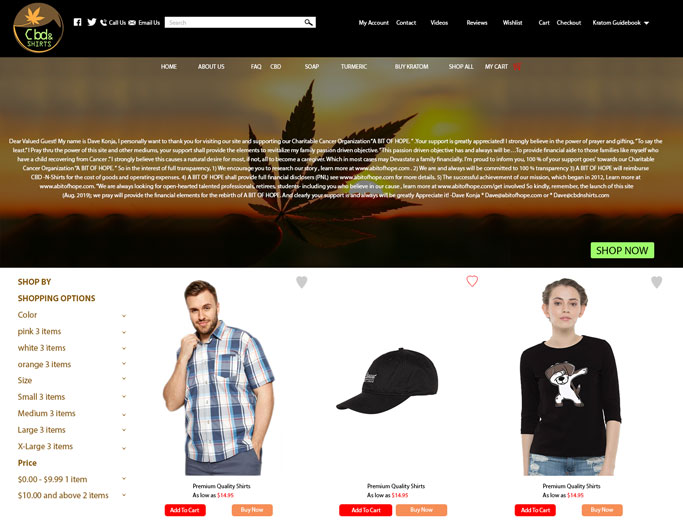 Cbd&
SHIRTS
Call Us Email Us Search My Account Contact Videos Reviews Wishlist Cart Checkout Kratom Guidebook
HOME ABOUT US FAQ CBD SOAP TURMERIC BUY KRATOM SHOP ALL MY CART
Dear Valued Guest! My name is Dave Konja, I personally want to thank you for visiting our site and supporting our Charitable Cancer Organization "A BIT OF HOPE. " .Your support is greatly appreciated! I strongly believe in the power of prayer and gifting, "To say the
least." I Pray thru the power of this site and other mediums, your support shall provide the elements to revitalize my family passion driven objective. "This passion driven objective has and always will be…To provide financial aide to those families like myself who
have a child recovering from Cancer ." I strongly believe this causes a natural desire for most, if not, all to become a caregiver. Which in most cases may Devastate a family financially. I'm proud to inform you, 100 % of your support goes' towards our Charitable
Cancer Organization "A BIT OF HOPE. " So in the interest of full transparency, 1) We encourage you to research our story , learn more at www.abitofhope.com . 2) We are and always will be committed to 100 % transparency 3) A BIT OF HOPE will reimburse
CBD -N-Shirts for the cost of goods and operating expenses. 4) A BIT OF HOPE shall provide full financial disclosers (PNL) see www.abitofhope.com for more details. 5) The successful achievement of our mission, which began in 2012, Learn more at
www.abitofhope.com. "We are always looking for open-hearted talented professionals, retirees, students- including you who believe in our cause , learn more at www.abitofhope.com/get involved So kindly, remember, the launch of this site
(Aug. 2019); we pray will provide the financial elements for the rebirth of A BIT OF HOPE. And clearly your support is and always will be greatly Appreciate it! -Dave Konja * Dave@abitofhope.com or * Dave@cbdnshirts.com
SHOP NOW
SHOP BY
SHOPPING OPTIONS
Color
pink 3 items
white 3 items
orange 3 items
Size
Small 3 items
Medium 3 items
Large 3 items
X-Large 3 items
Price
$0.00 - $9.99 1 item
$10.00 and above 2 items
Premium Quality Shirts
As low as $14.95
Add To Cart Buy Now
Premium Quality Shirts
As low as $14.95
Add To Cart Buy Now
Premium Quality Shirts
As low as $14.95
Add To Cart Buy Now